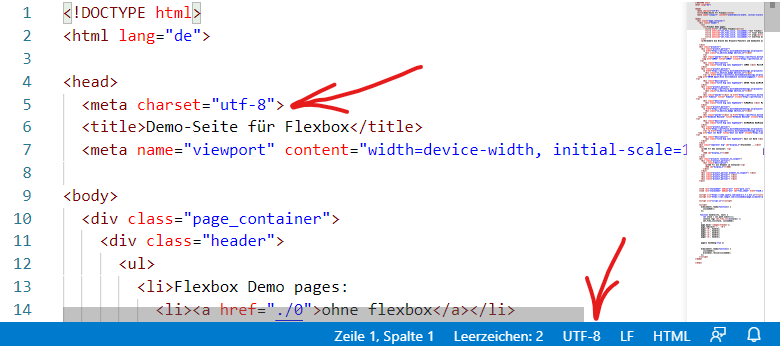 1 <!DOCTYPE html>
2 <html lang="de">
3
4 <head>
5 <meta charset="utf-8">
6 <title>Demo-Seite für Flexbox</title>
7 <meta name="viewport" content="width=device-width, initial-scale=1
8
9 <body>
10 <div class="page_container">
11 <div class="header">
12 <ul>
13 <li>Flexbox Demo pages:
14 <li><a href="./0">ohne flexbox</a></li>
Zeile 1, Spalte 1 Leerzeichen: 2 UTF-8 LF HTML